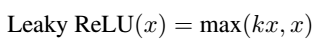 Leaky ReLU(x) = max(kx, x)